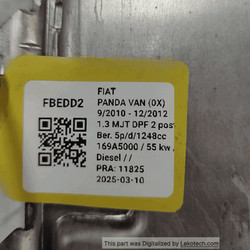 FIAT
FBEDD2
PANDA VAN (0X)
9/2010 - 12/2012
1.3 MJT DPF 2 post
Ber. 5p/d/1248cc
169A5000 / 55 kw
Diesel //
PRA: 11825
2025-03-10
This part was Digitalized by Lekotech.com